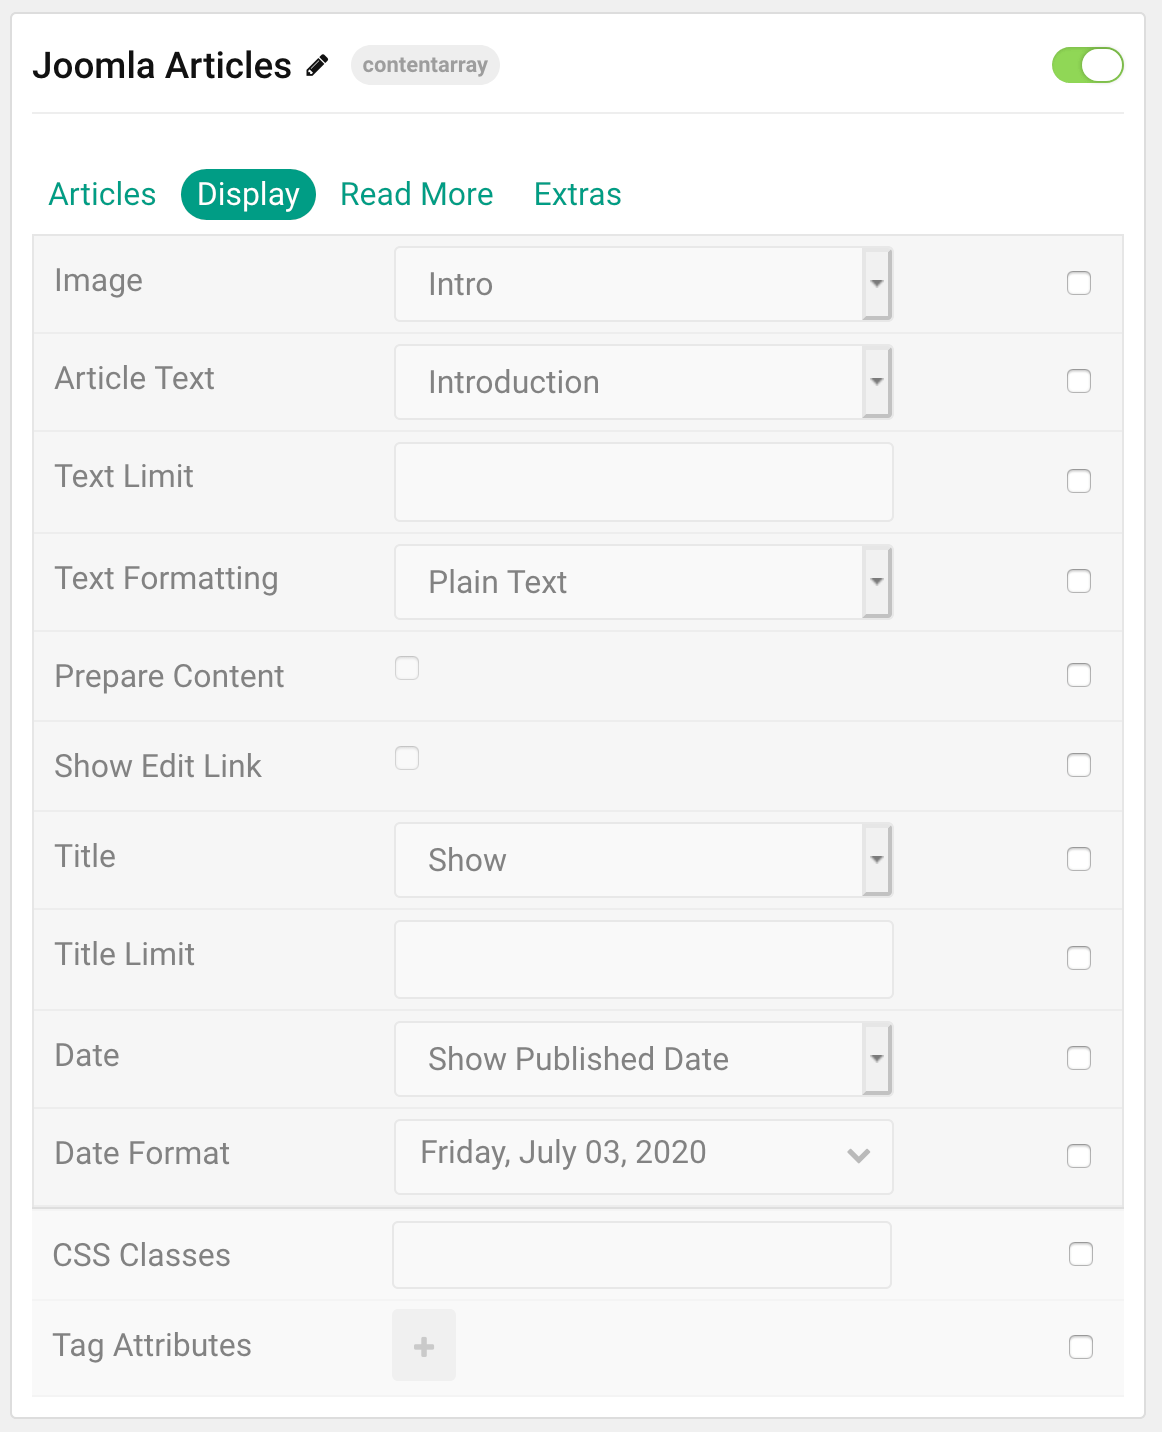 Joomla Articles contentarray
Articles Display Read More Extras
Image Intro
Article Text Introduction
Text Limit
Text Formatting Plain Text
Prepare Content
Show Edit Link
Title Show
Title Limit
Date Show Published Date
Date Format Friday, July 03, 2020
CSS Classes
Tag Attributes